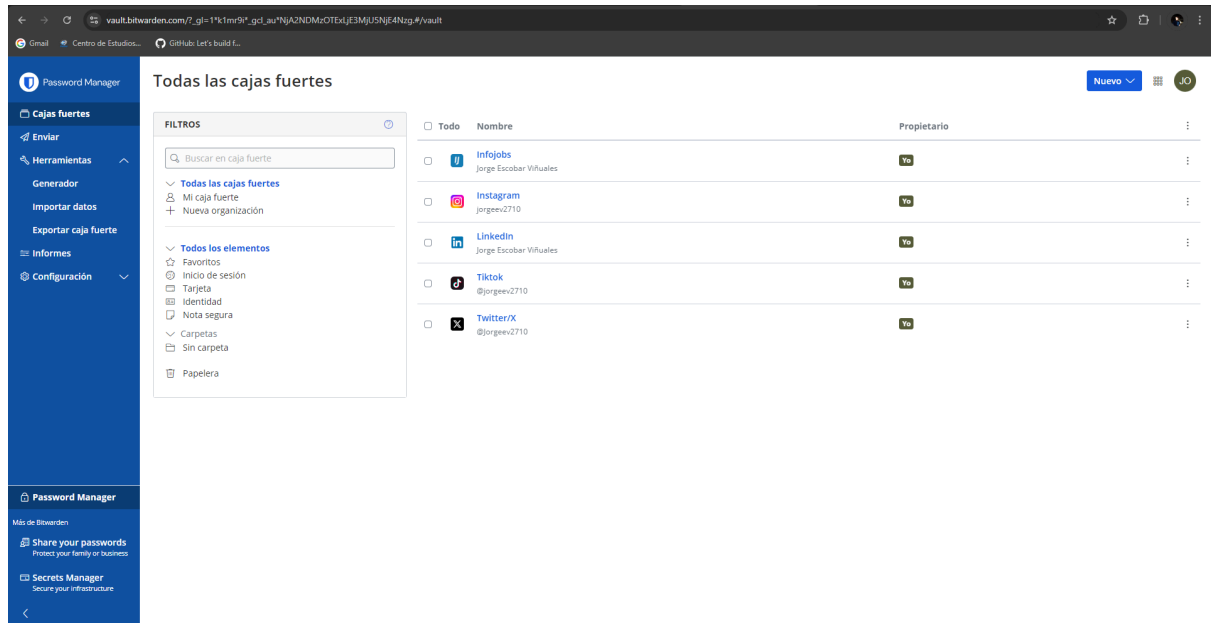 vault.bitwarden.com/?_gl=1*k1mr9i*_gcl_au*NjA2NDMzOTExLjE3MjU5NjE4Nzg.#/vault
Gmail
Centro de Estudios...
GitHub: Let's build f...
Password Manager
Cajas fuertes
Enviar
Herramientas
Generador
Importar datos
Exportar caja fuerte
Informes
Configuración
Password Manager
Más de Bitwarden
Share your passwords
Protect your family or business
Secrets Manager
Secure your infrastructure
Todas las cajas fuertes
Nuevo
JO
FILTROS
Buscar en caja fuerte
Todas las cajas fuertes
Mi caja fuerte
Nueva organización
Todos los elementos
Favoritos
Inicio de sesión
Tarjeta
Identidad
Nota segura
Carpetas
Sin carpeta
Papelera
Todo Nombre Propietario
Infojobs
Jorge Escobar Viñuales
Yo
Instagram
jorgeev2710
Yo
LinkedIn
Jorge Escobar Viñuales
Yo
Tiktok
@jorgeev2710
Yo
Twitter/X
@Jorgeev2710
Yo